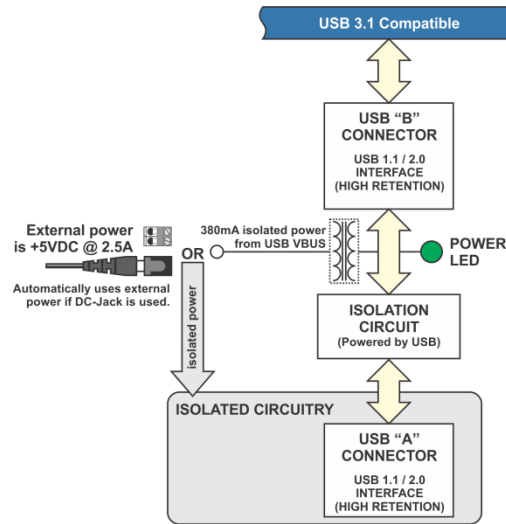 USB 3.1 Compatible
USB “B”
CONNECTOR
USB 1.1 / 2.0
INTERFACE
(HIGH RETENTION)
External power
is +5VDC @ 2.5A
Automatically uses external
power if DC-Jack is used.
OR
380mA isolated power
from USB VBUS
POWER
LED
isolated power
ISOLATION
CIRCUIT
(Powered by USB)
ISOLATED CIRCUITRY
USB “A”
CONNECTOR
USB 1.1 / 2.0
INTERFACE
(HIGH RETENTION)